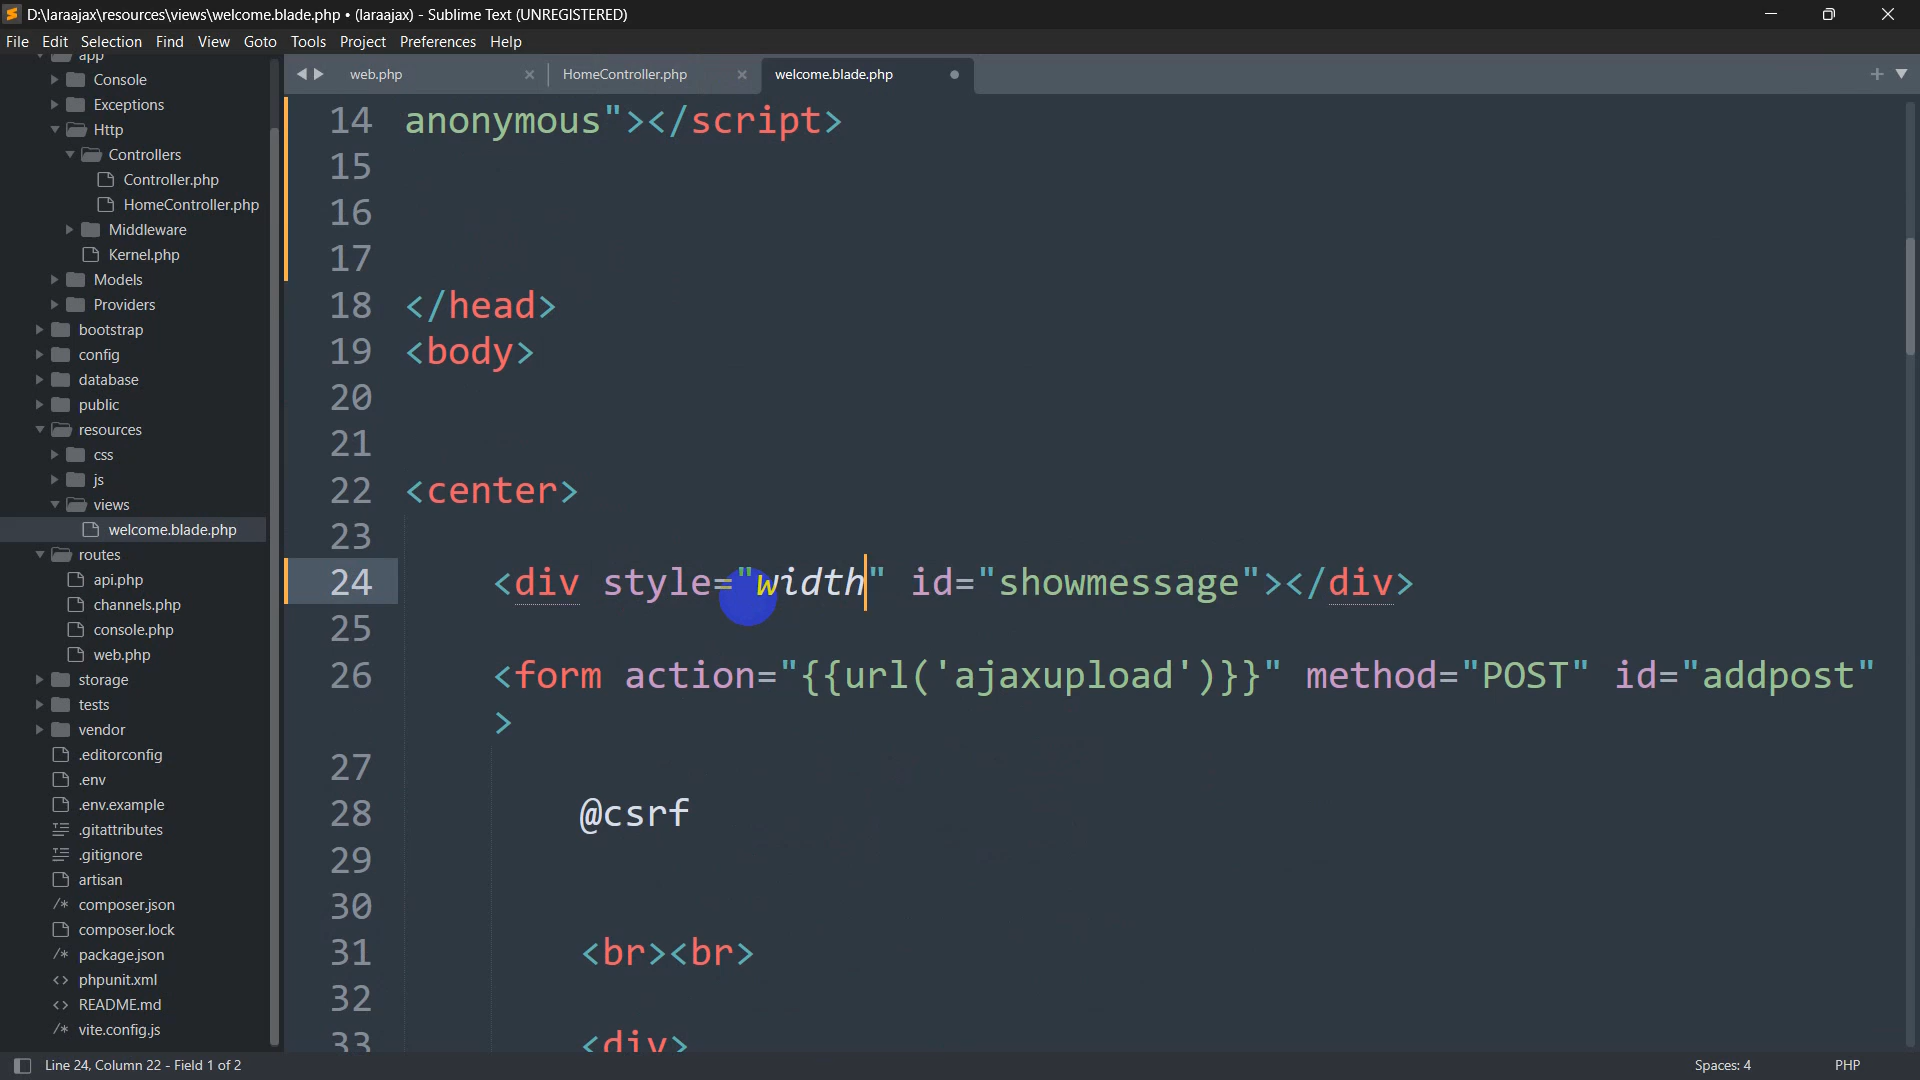 D:\laraajax\resources\views\welcome.blade.php • (laraajax) - Sublime Text (UNREGISTERED)
File Edit Selection Find View Goto Tools Project Preferences Help
app
Console
Exceptions
Http
Controllers
Controller.php
HomeController.php
Middleware
Kernel.php
Models
Providers
bootstrap
config
database
public
resources
css
js
views
welcome.blade.php
routes
api.php
channels.php
console.php
web.php
storage
tests
vendor
.editorconfig
.env
.env.example
.gitattributes
.gitignore
artisan
/* composer.json
composer.lock
/* package.json
<> phpunit.xml
<> README.md
/* vite.config.js
web.php × HomeController.php × welcome.blade.php
14 anonymous"></script>
15
16
17
18 </head>
19 <body>
20
21
22 <center>
23
24 <div style="width" id="showmessage"></div>
25
26 <form action="{{url('ajaxupload')}}" method="POST" id="addpost"
>
27
28 @csrf
29
30
31 <br><br>
32
33 <div>
Line 24, Column 22 - Field 1 of 2
Spaces: 4
PHP